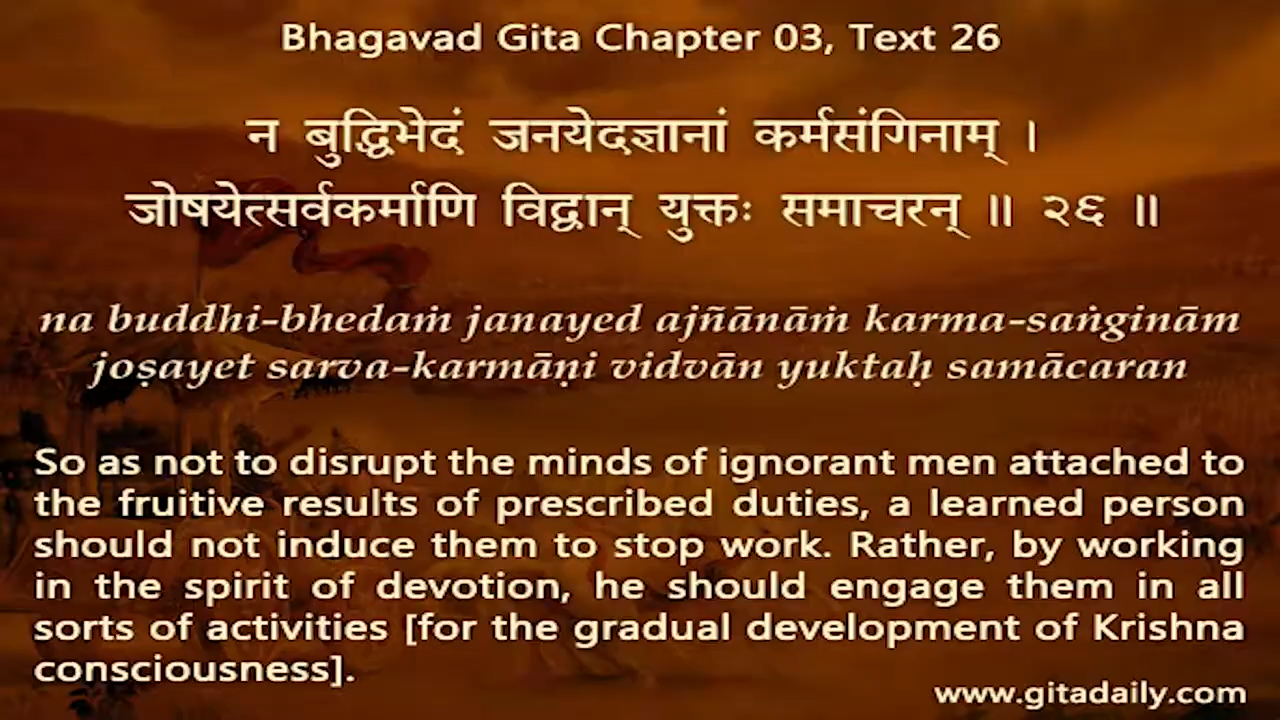 Bhagavad Gita Chapter 03, Text 26
न बुद्धिभेदं जनयेदज्ञानां कर्मसंगिनाम् ।
जोषयेत्सर्वकर्माणि विद्वान् युक्तः समाचरन् ॥ २६ ॥
na buddhi-bhedaṁ janayed ajñānāṁ karma-saṅginām
joṣayet sarva-karmāṇi vidvān yuktaḥ samācaran
So as not to disrupt the minds of ignorant men attached to
the fruitive results of prescribed duties, a learned person
should not induce them to stop work. Rather, by working
in the spirit of devotion, he should engage them in all
sorts of activities [for the gradual development of Krishna
consciousness].
www.gitadaily.com